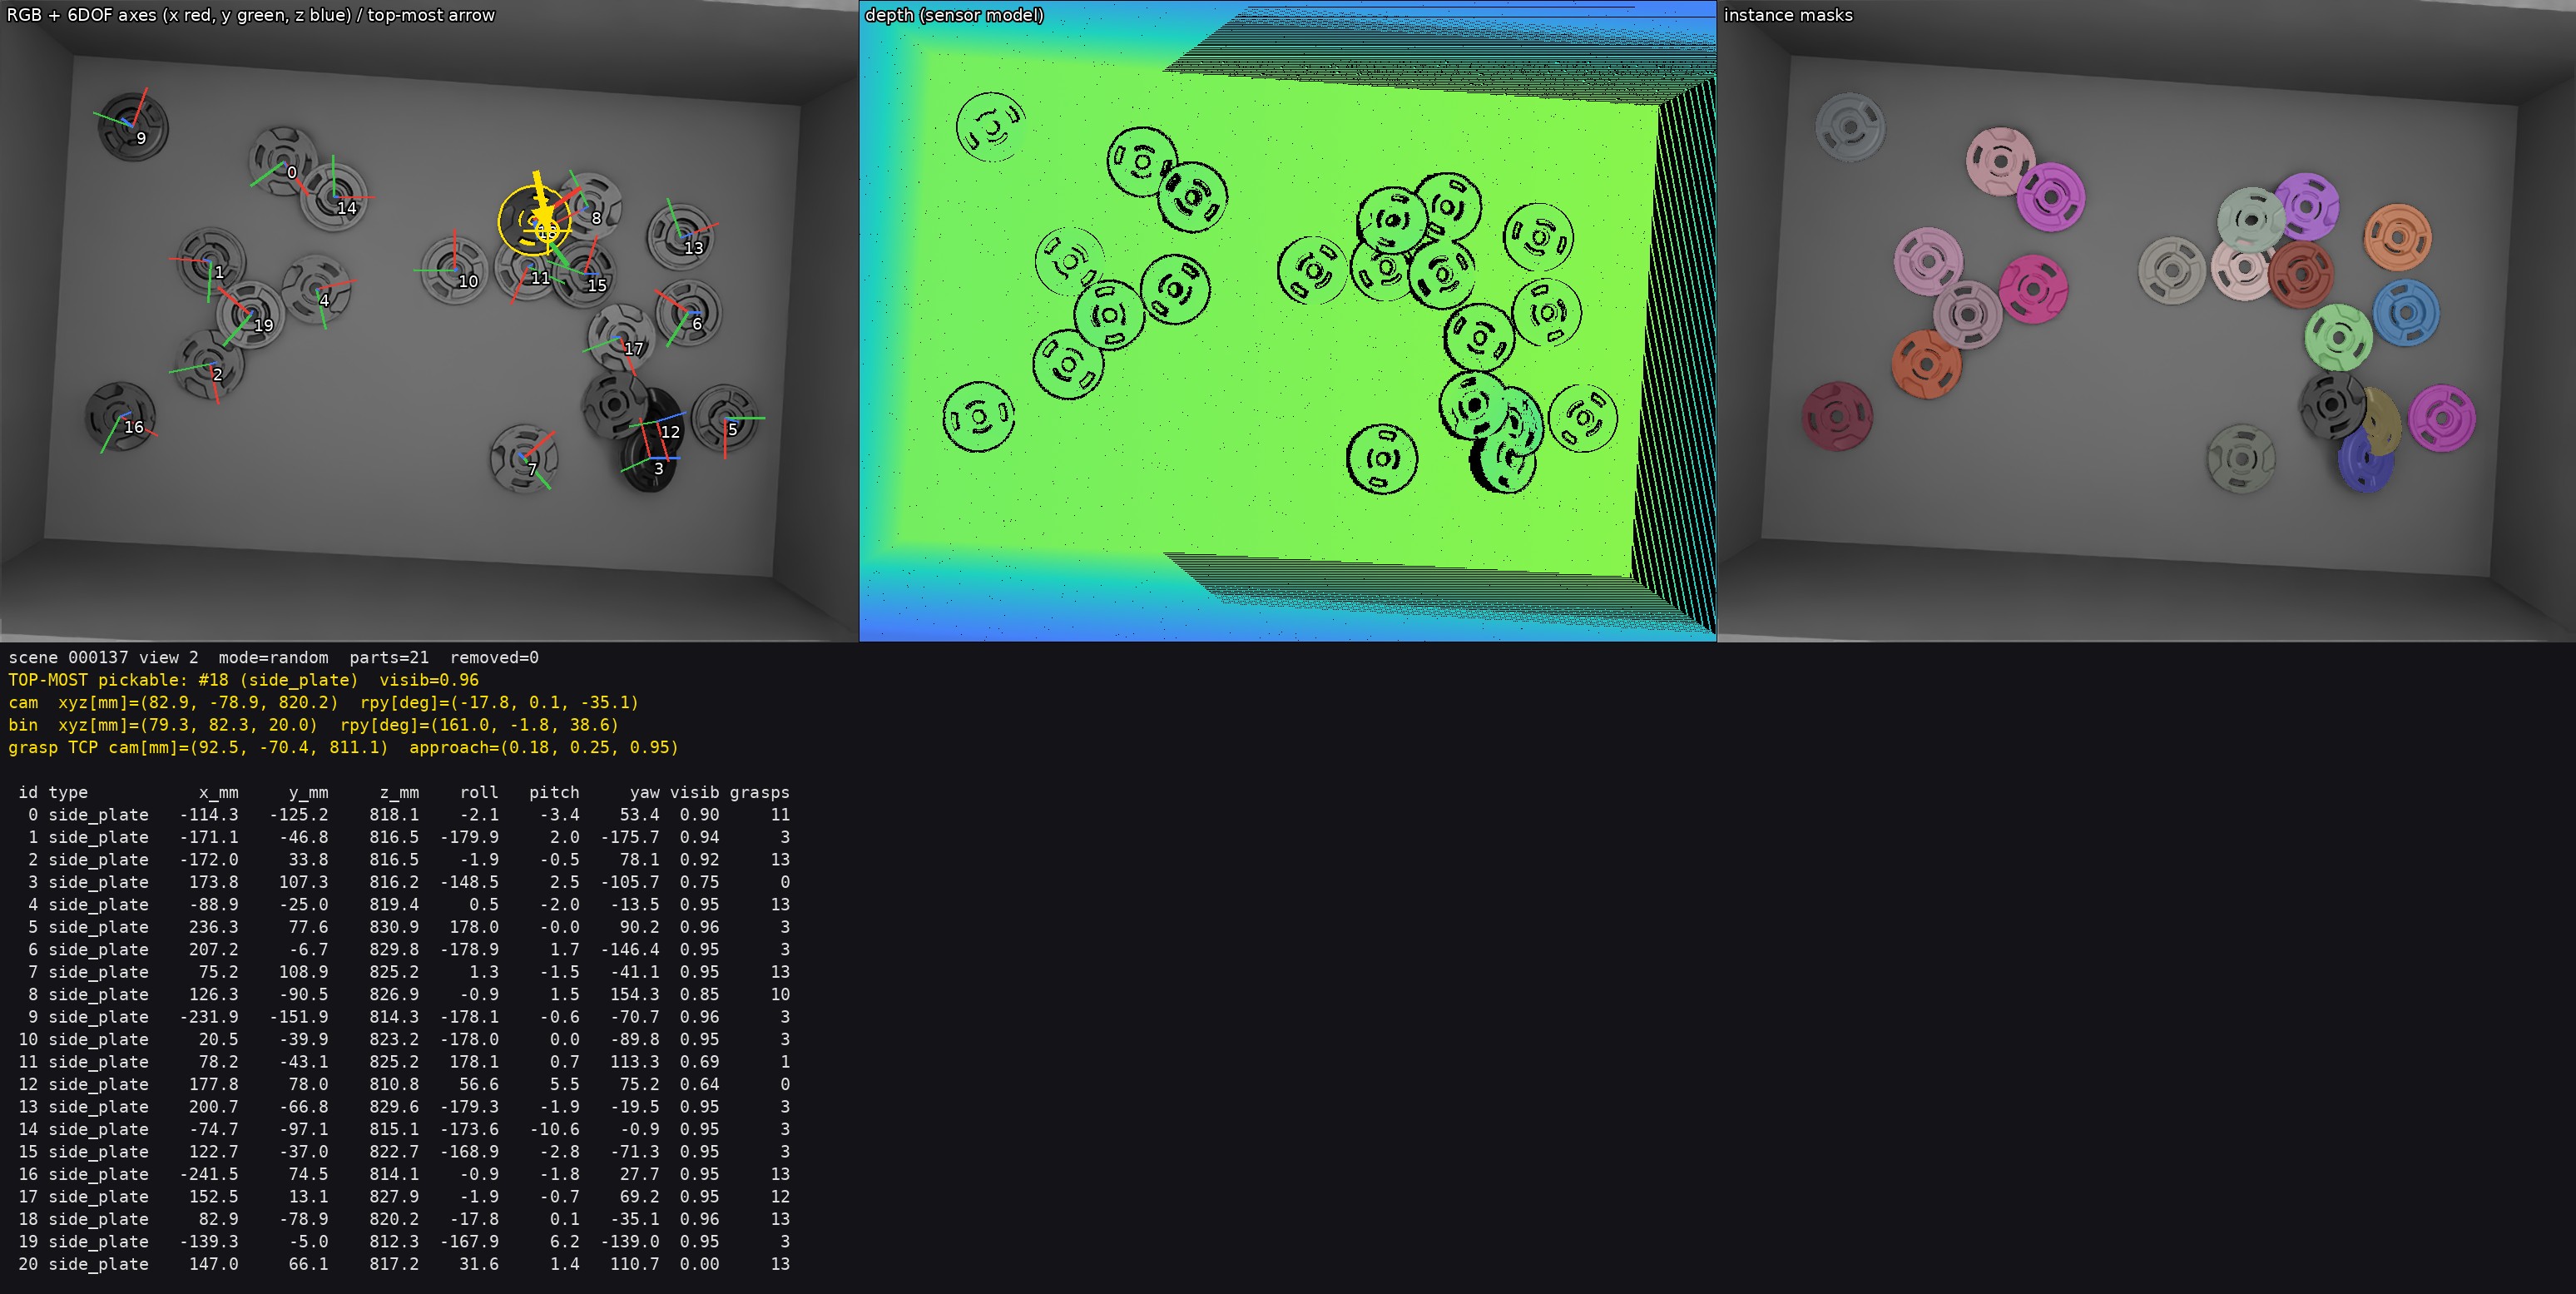 RGB + 6DOF axes (x red, y green, z blue) / top-most arrow
depth (sensor model)
instance masks
9
0
14
8
13
1
10
11
15
4
19
6
17
2
16
12
5
3
7
scene 000137 view 2  mode=random  parts=21  removed=0
TOP-MOST pickable: #18 (side_plate)  visib=0.96
cam  xyz[mm]=(82.9, -78.9, 820.2)  rpy[deg]=(-17.8, 0.1, -35.1)
bin  xyz[mm]=(79.3, 82.3, 20.0)  rpy[deg]=(161.0, -1.8, 38.6)
grasp TCP cam[mm]=(92.5, -70.4, 811.1)  approach=(0.18, 0.25, 0.95)
id type x_mm y_mm z_mm roll pitch yaw visib grasps
0 side_plate -114.3 -125.2 818.1 -2.1 -3.4 53.4 0.90 11
1 side_plate -171.1 -46.8 816.5 -179.9 2.0 -175.7 0.94 3
2 side_plate -172.0 33.8 816.5 -1.9 -0.5 78.1 0.92 13
3 side_plate 173.8 107.3 816.2 -148.5 2.5 -105.7 0.75 0
4 side_plate -88.9 -25.0 819.4 0.5 -2.0 -13.5 0.95 13
5 side_plate 236.3 77.6 830.9 178.0 -0.0 90.2 0.96 3
6 side_plate 207.2 -6.7 829.8 -178.9 1.7 -146.4 0.95 3
7 side_plate 75.2 108.9 825.2 1.3 -1.5 -41.1 0.95 13
8 side_plate 126.3 -90.5 826.9 -0.9 1.5 154.3 0.85 10
9 side_plate -231.9 -151.9 814.3 -178.1 -0.6 -70.7 0.96 3
10 side_plate 20.5 -39.9 823.2 -178.0 0.0 -89.8 0.95 3
11 side_plate 78.2 -43.1 825.2 178.1 0.7 113.3 0.69 1
12 side_plate 177.8 78.0 810.8 56.6 5.5 75.2 0.64 0
13 side_plate 200.7 -66.8 829.6 -179.3 -1.9 -19.5 0.95 3
14 side_plate -74.7 -97.1 815.1 -173.6 -10.6 -0.9 0.95 3
15 side_plate 122.7 -37.0 822.7 -168.9 -2.8 -71.3 0.95 3
16 side_plate -241.5 74.5 814.1 -0.9 -1.8 27.7 0.95 13
17 side_plate 152.5 13.1 827.9 -1.9 -0.7 69.2 0.95 12
18 side_plate 82.9 -78.9 820.2 -17.8 0.1 -35.1 0.96 13
19 side_plate -139.3 -5.0 812.3 -167.9 6.2 -139.0 0.95 3
20 side_plate 147.0 66.1 817.2 31.6 1.4 110.7 0.00 13